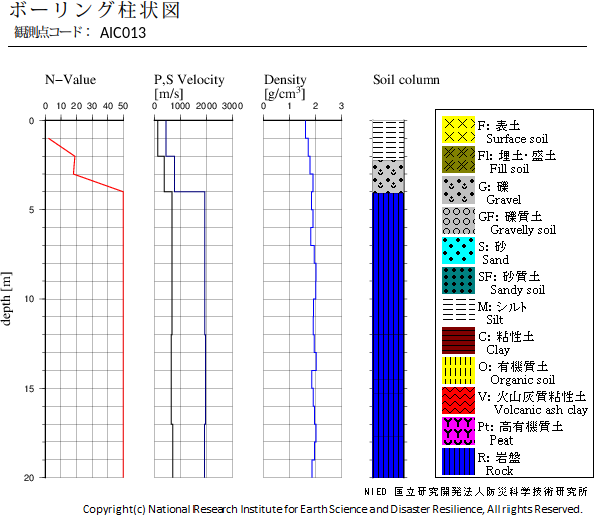 ボーリング柱状図
観測点コード： AIC013
N−Value
P,S Velocity
[m/s]
Density
[g/cm³]
Soil column
0 10 20 30 40 50
0 1000 2000 3000
0 1 2 3
0
5
10
15
20
depth [m]
F: 表土
Surface soil
Fl: 埋土・盛土
Fill soil
G: 礫
Gravel
GF: 礫質土
Gravelly soil
S: 砂
Sand
SF: 砂質土
Sandy soil
M: シルト
Silt
C: 粘性土
Clay
O: 有機質土
Organic soil
V: 火山灰質粘性土
Volcanic ash clay
Pt: 高有機質土
Peat
R: 岩盤
Rock
NIED 国立研究開発法人防災科学技術研究所
Copyright(c) National Research Institute for Earth Science and Disaster Resilience, All rights Reserved.